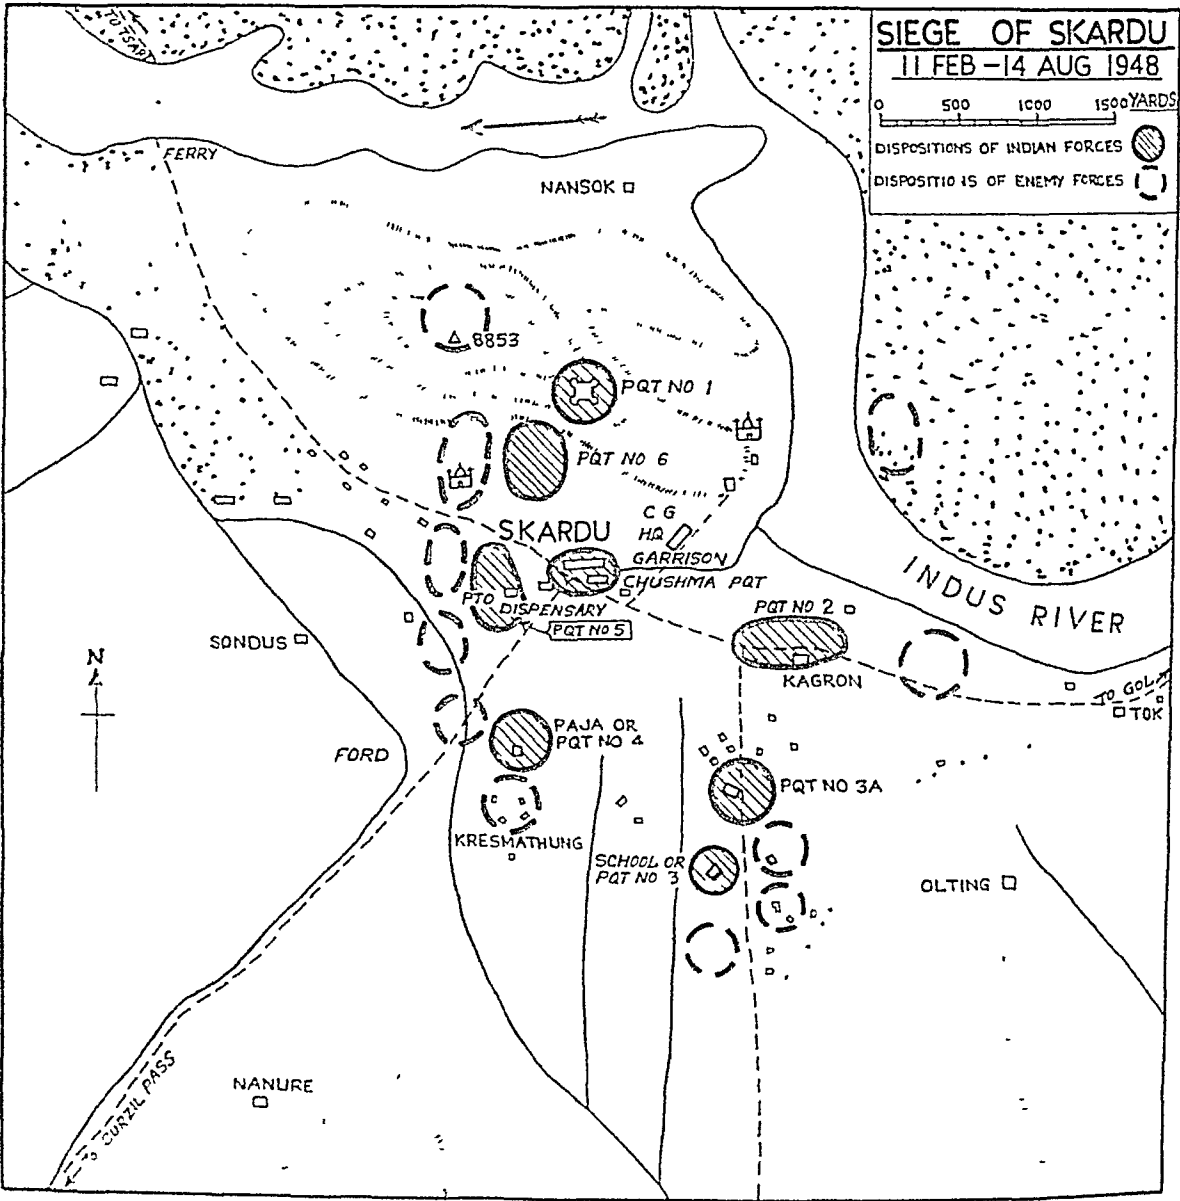 SIEGE OF SKARDU
11 FEB - 14 AUG 1948
0 500 1000 1500 YARDS
DISPOSITIONS OF INDIAN FORCES
DISPOSITIO IS OF ENEMY FORCES
TO TSARI
FERRY
NANSOK
8853
PQT NO 1
PQT NO 6
C G
HQ
SKARDU
GARRISON
CHUSHMA PQT
PTO
DISPENSARY
PQT NO 5
PQT NO 2
INDUS RIVER
SONDUS
KAGRON
TO GOL
TOK
N
FORD
PAJA OR
PQT NO 4
PQT NO 3A
KRESMATHUNG
SCHOOL OR
PQT NO 3
OLTING
NANURE
TO CURZIL PASS